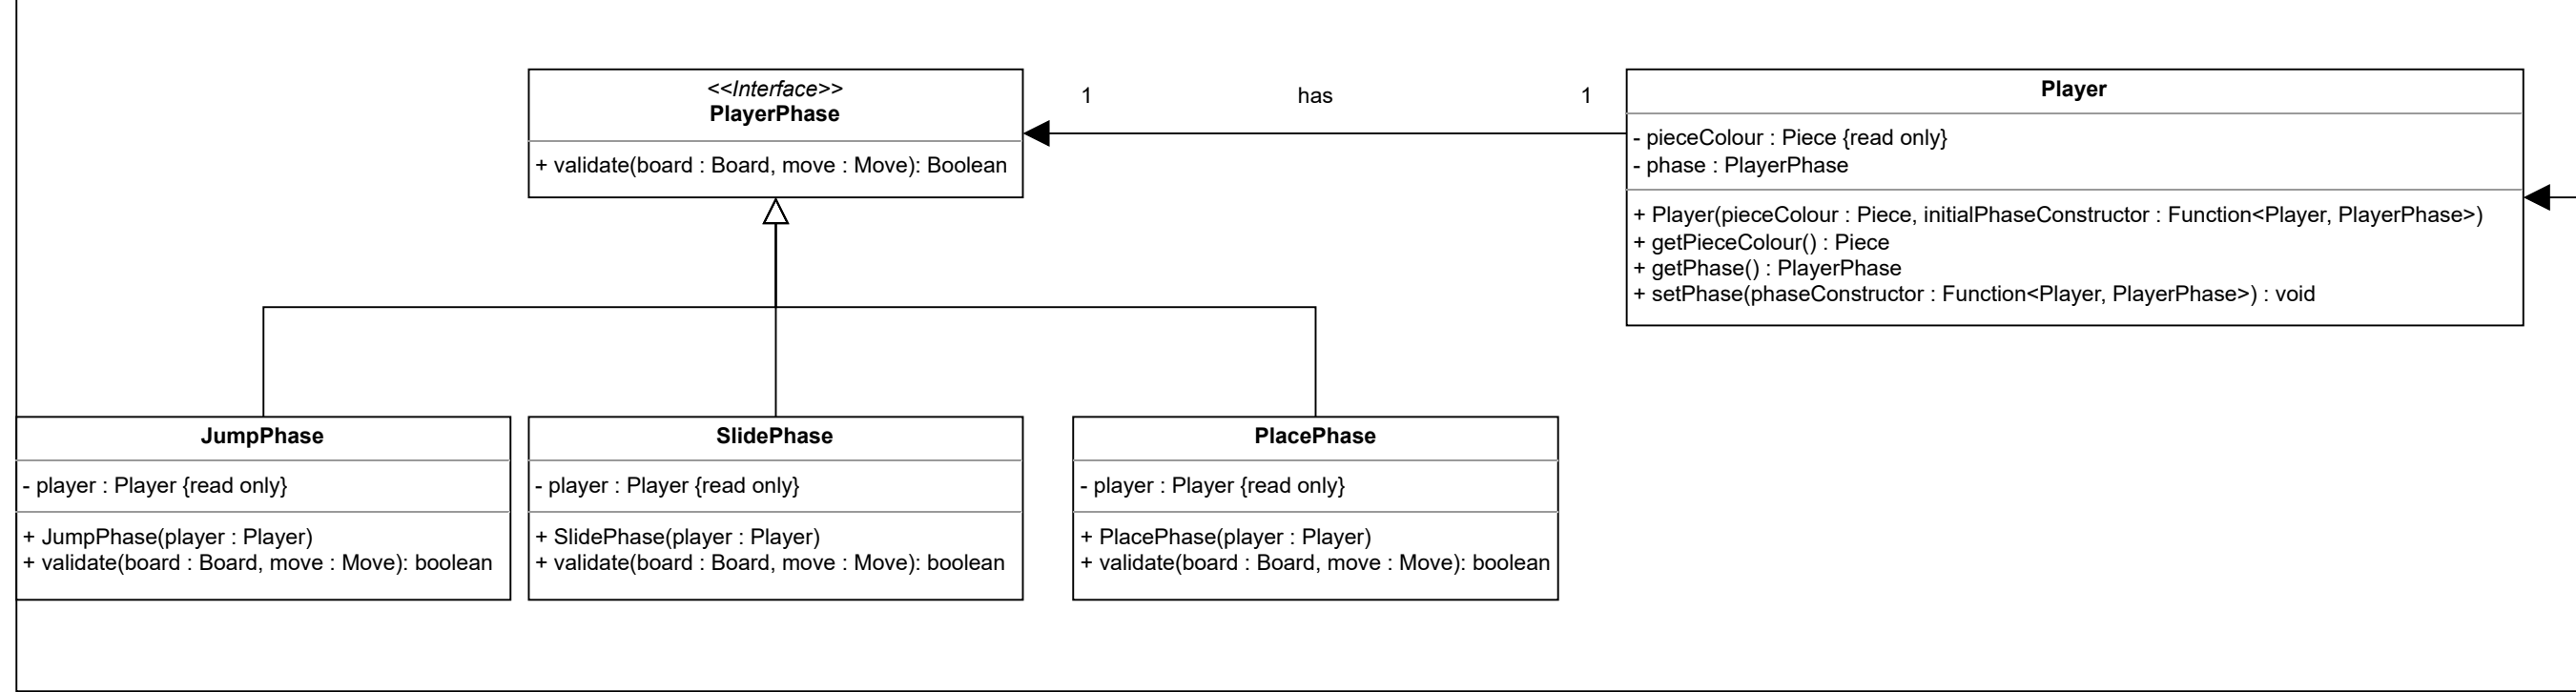 <<Interface>>
PlayerPhase
+ validate(board : Board, move : Move): Boolean
1 has 1
Player
- pieceColour : Piece {read only}
- phase : PlayerPhase
+ Player(pieceColour : Piece, initialPhaseConstructor : Function<Player, PlayerPhase>)
+ getPieceColour() : Piece
+ getPhase() : PlayerPhase
+ setPhase(phaseConstructor : Function<Player, PlayerPhase>) : void
JumpPhase
- player : Player {read only}
+ JumpPhase(player : Player)
+ validate(board : Board, move : Move): boolean
SlidePhase
- player : Player {read only}
+ SlidePhase(player : Player)
+ validate(board : Board, move : Move): boolean
PlacePhase
- player : Player {read only}
+ PlacePhase(player : Player)
+ validate(board : Board, move : Move): boolean